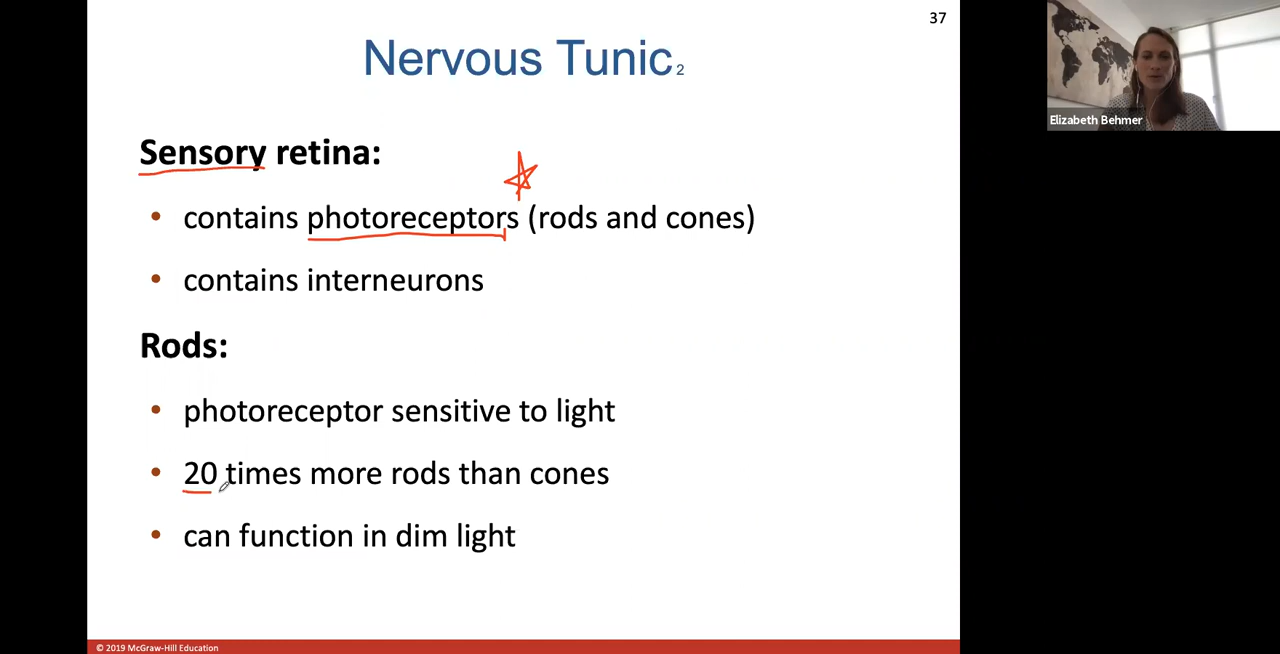 37
Nervous Tunic 2
Sensory retina:
• contains photoreceptors (rods and cones)
• contains interneurons
Rods:
• photoreceptor sensitive to light
• 20 times more rods than cones
• can function in dim light
© 2019 McGraw-Hill Education
Elizabeth Behmer